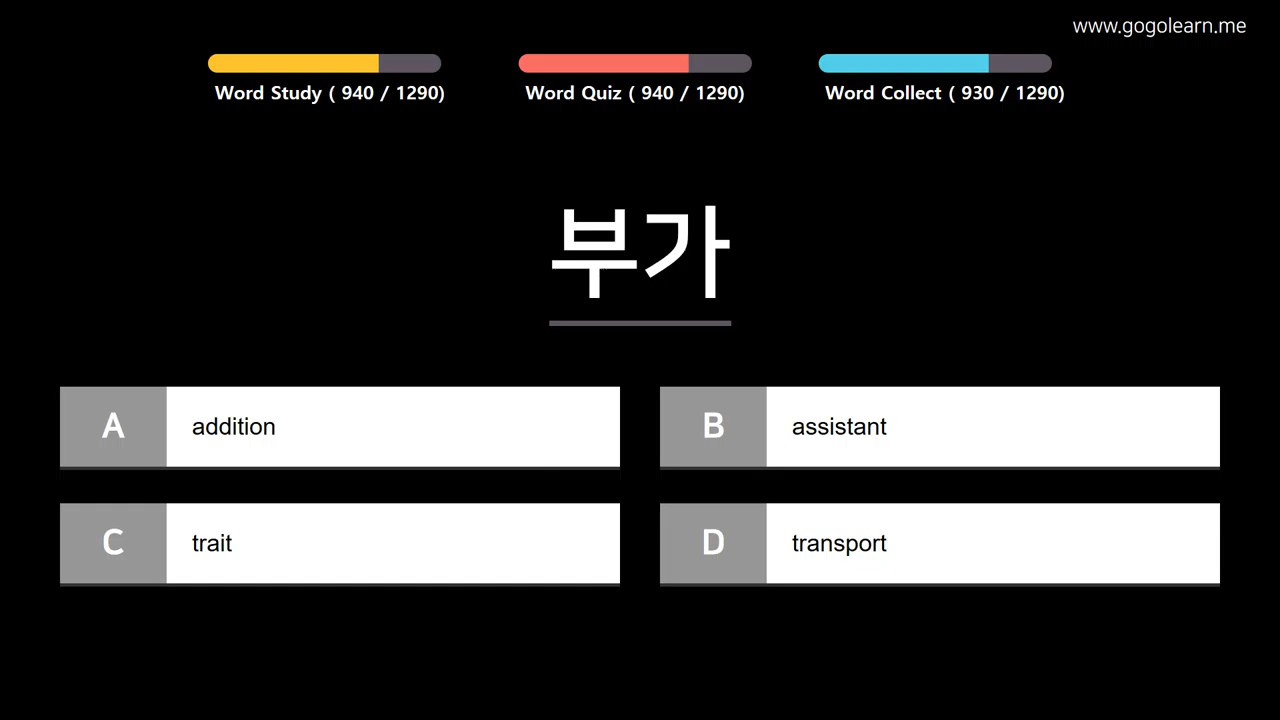 www.gogolearn.me
Word Study ( 940 / 1290)
Word Quiz ( 940 / 1290)
Word Collect ( 930 / 1290)
부가
A addition
B assistant
C trait
D transport